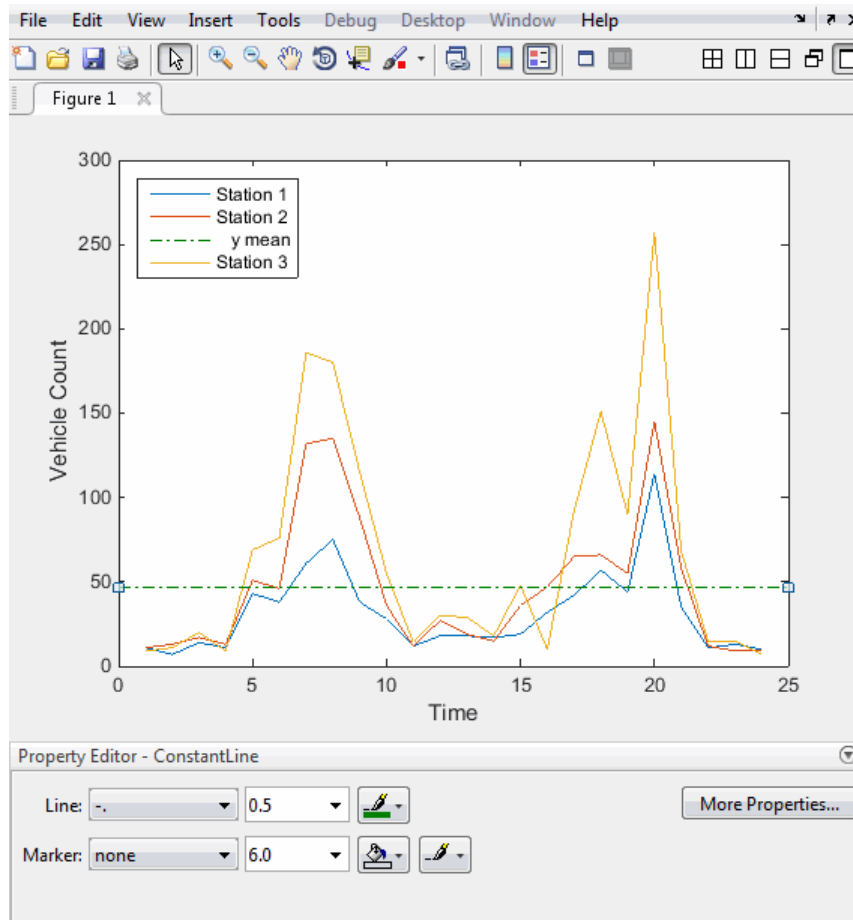 File Edit View Insert Tools Debug Desktop Window Help
Figure 1
300
250
200
150
100
50
0
Vehicle Count
Station 1
Station 2
y mean
Station 3
0 5 10 15 20 25
Time
Property Editor - ConstantLine
Line: -. 0.5 More Properties...
Marker: none 6.0